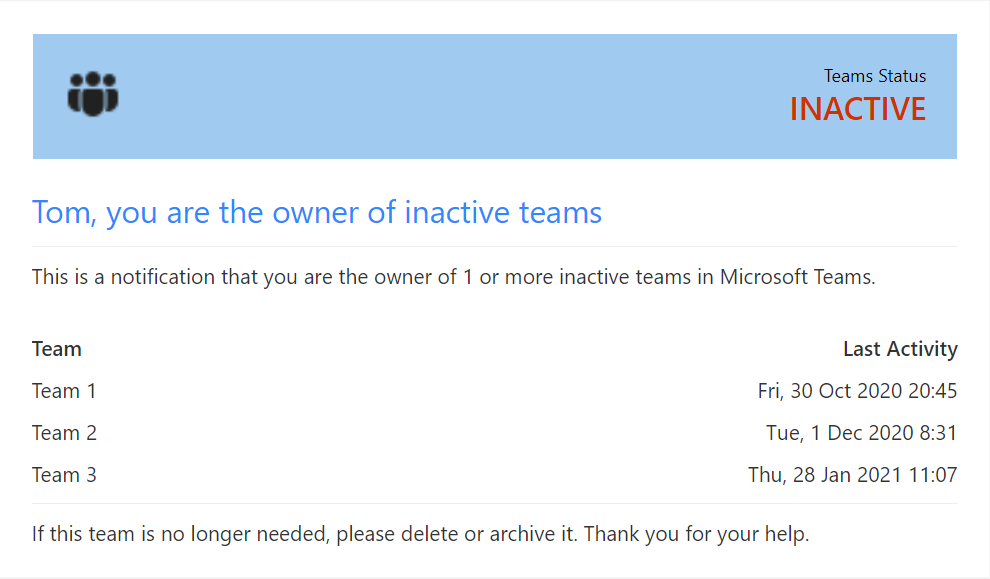 Teams Status
INACTIVE
Tom, you are the owner of inactive teams
This is a notification that you are the owner of 1 or more inactive teams in Microsoft Teams.
Team Last Activity
Team 1 Fri, 30 Oct 2020 20:45
Team 2 Tue, 1 Dec 2020 8:31
Team 3 Thu, 28 Jan 2021 11:07
If this team is no longer needed, please delete or archive it. Thank you for your help.